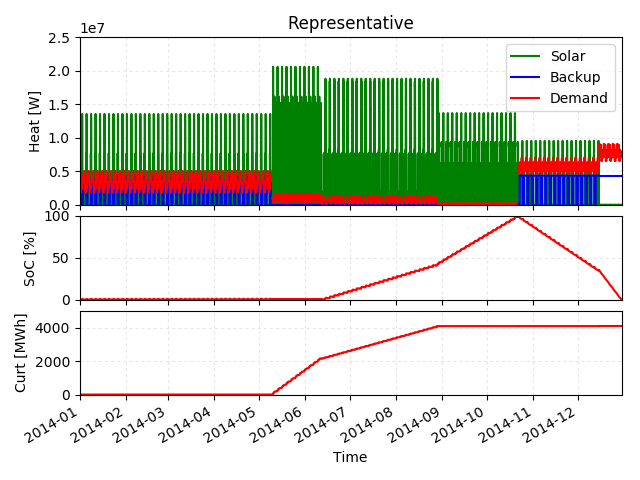 Representative
1e7
2.5
2.0
1.5
1.0
0.5
0.0
Heat [W]
Solar
Backup
Demand
100
50
0
SoC [%]
4000
2000
0
Curt [MWh]
2014-01
2014-02
2014-03
2014-04
2014-05
2014-06
2014-07
2014-08
2014-09
2014-10
2014-11
2014-12
Time